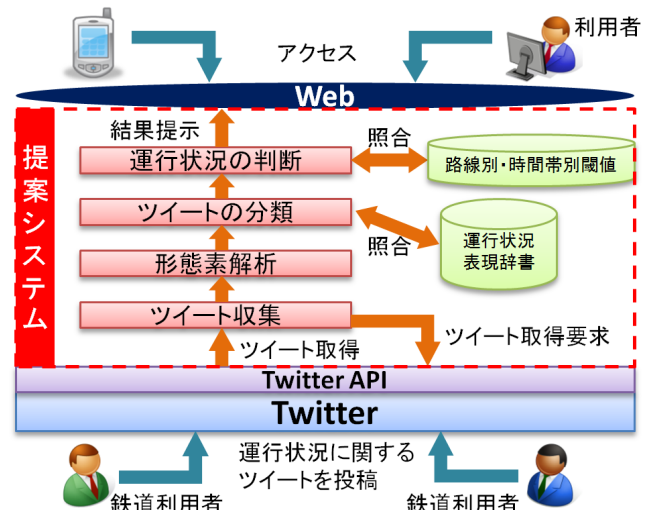 アクセス
利用者
Web
提案システム
結果提示
運行状況の判断
照合
路線別・時間帯別閾値
ツイートの分類
照合
運行状況
表現辞書
形態素解析
ツイート収集
ツイート取得
ツイート取得要求
Twitter API
Twitter
運行状況に関する
ツイートを投稿
鉄道利用者
鉄道利用者